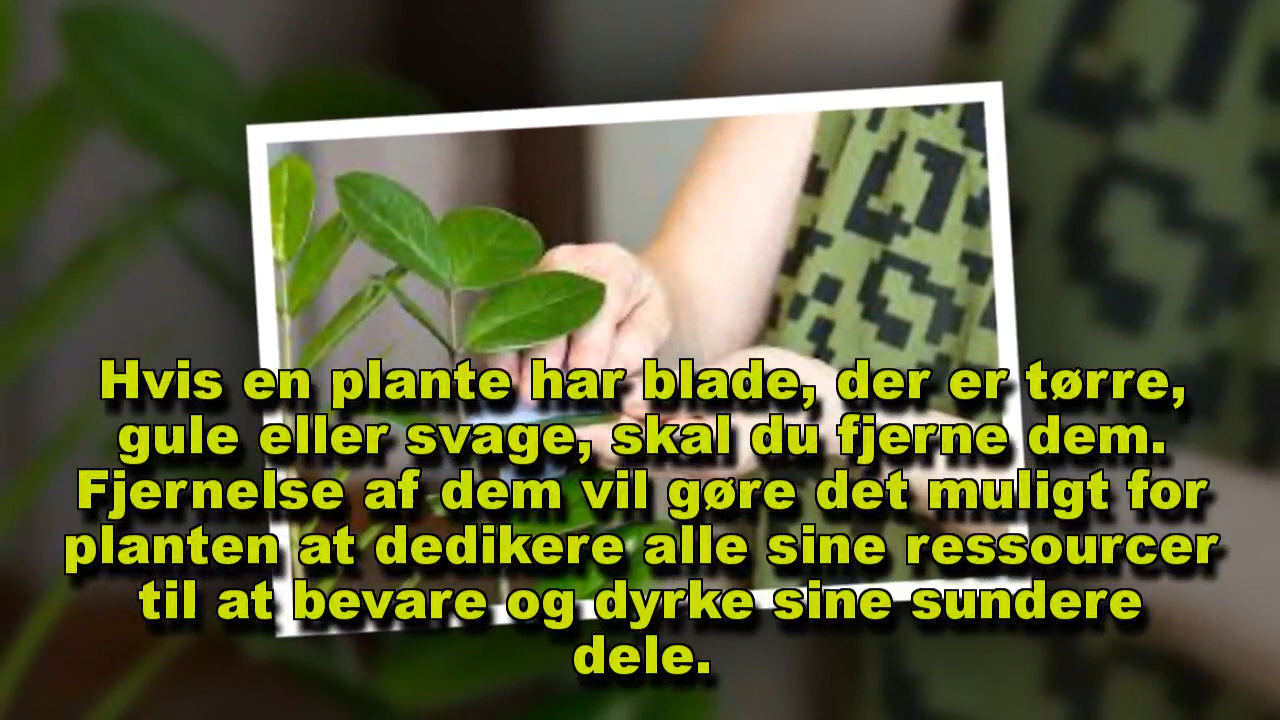 Hvis en plante har blade, der er tørre,
gule eller svage, skal du fjerne dem.
Fjernelse af dem vil gøre det muligt for
planten at dedikere alle sine ressourcer
til at bevare og dyrke sine sundere
dele.